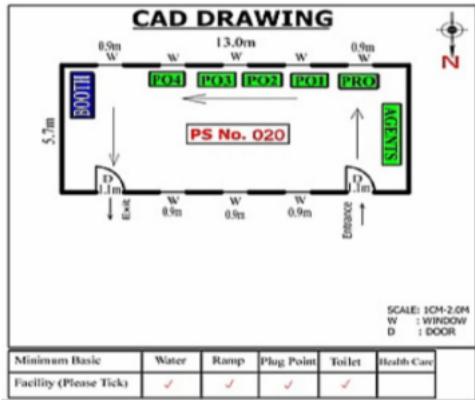 CAD DRAWING
13.0m
0.9m
0.9m
W W W W W
N
BOOTH
PO4
PO3
PO2
PO1
PRO
5.7m
PS No. 020
AGENTS
D
1.1m
D
1.1m
Exit
W W W
0.9m 0.9m 0.9m
Entrance
SCALE: 1CM-2.0M
W : WINDOW
D : DOOR
Minimum Basic Water Ramp Plug Point Toilet Health Care
Facility (Please Tick) ✓ ✓ ✓ ✓